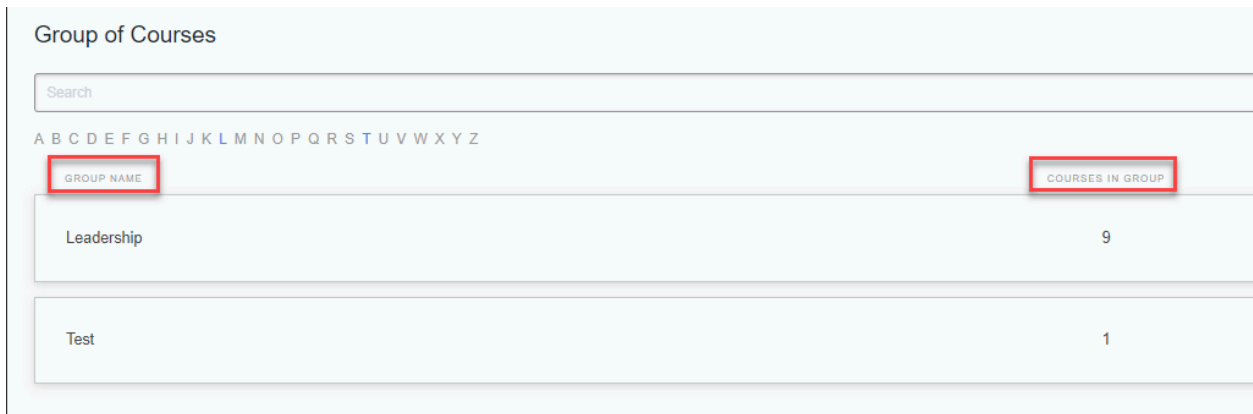 Group of Courses
Search
A B C D E F G H I J K L M N O P Q R S T U V W X Y Z
GROUP NAME COURSES IN GROUP
Leadership 9
Test 1